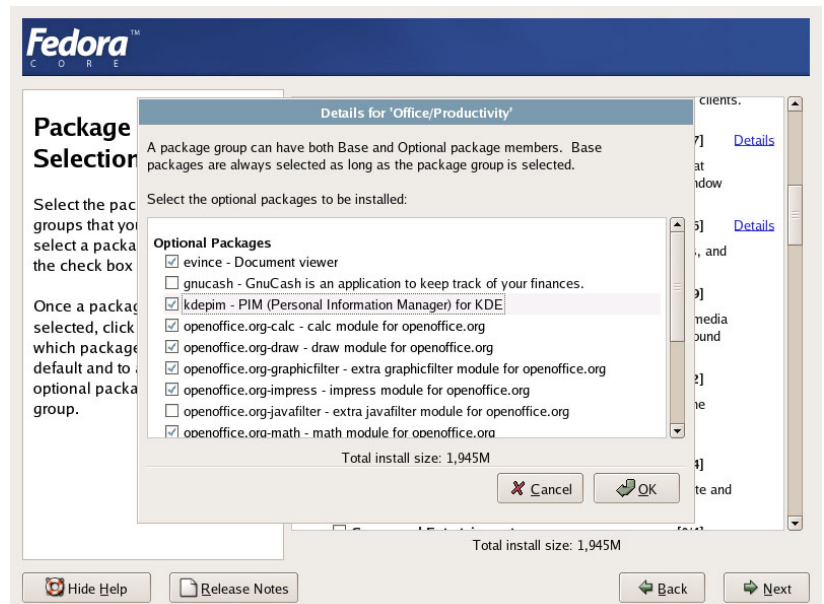 Fedora™
CORE
Package
Selection
Select the pac
groups that you
select a packa
the check box
Once a packag
selected, click
which package
default and to
optional packa
group.
Details for 'Office/Productivity'
A package group can have both Base and Optional package members. Base
packages are always selected as long as the package group is selected.
Select the optional packages to be installed:
Optional Packages
evince - Document viewer
gnucash - GnuCash is an application to keep track of your finances.
kdepim - PIM (Personal Information Manager) for KDE
openoffice.org-calc - calc module for openoffice.org
openoffice.org-draw - draw module for openoffice.org
openoffice.org-graphicfilter - extra graphicfilter module for openoffice.org
openoffice.org-impress - impress module for openoffice.org
openoffice.org-javafilter - extra javafilter module for openoffice.org
openoffice.org-math - math module for openoffice.org
Total install size: 1,945M
Cancel
OK
clients.
7] Details
at
ndow
5] Details
, and
9]
media
ound
2]
ne
4]
te and
Total install size: 1,945M
Hide Help
Release Notes
Back
Next